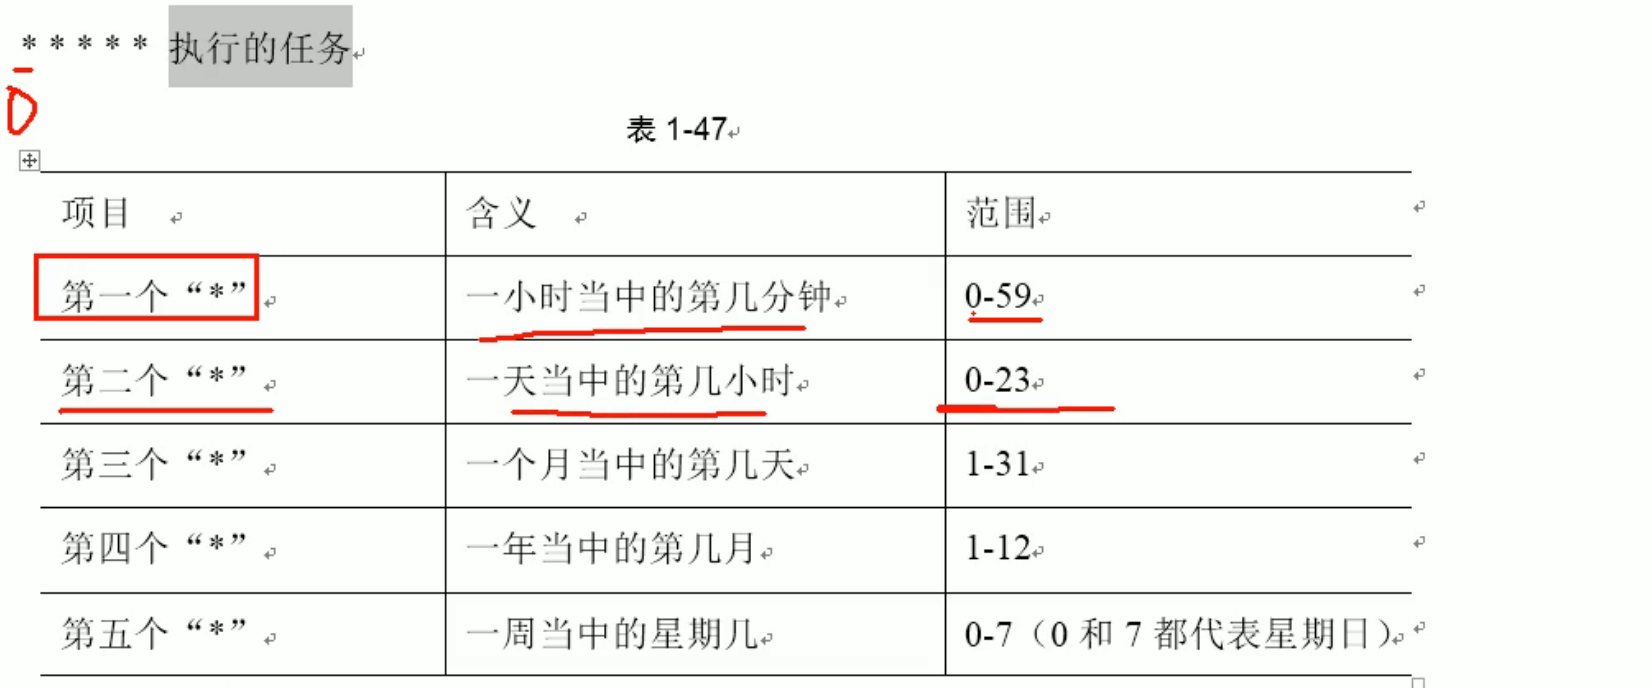 * * * * * 执行的任务
表 1-47
项目 含义 范围
第一个“*” 一小时当中的第几分钟 0-59
第二个“*” 一天当中的第几小时 0-23
第三个“*” 一个月当中的第几天 1-31
第四个“*” 一年当中的第几月 1-12
第五个“*” 一周当中的星期几 0-7（0 和 7 都代表星期日）